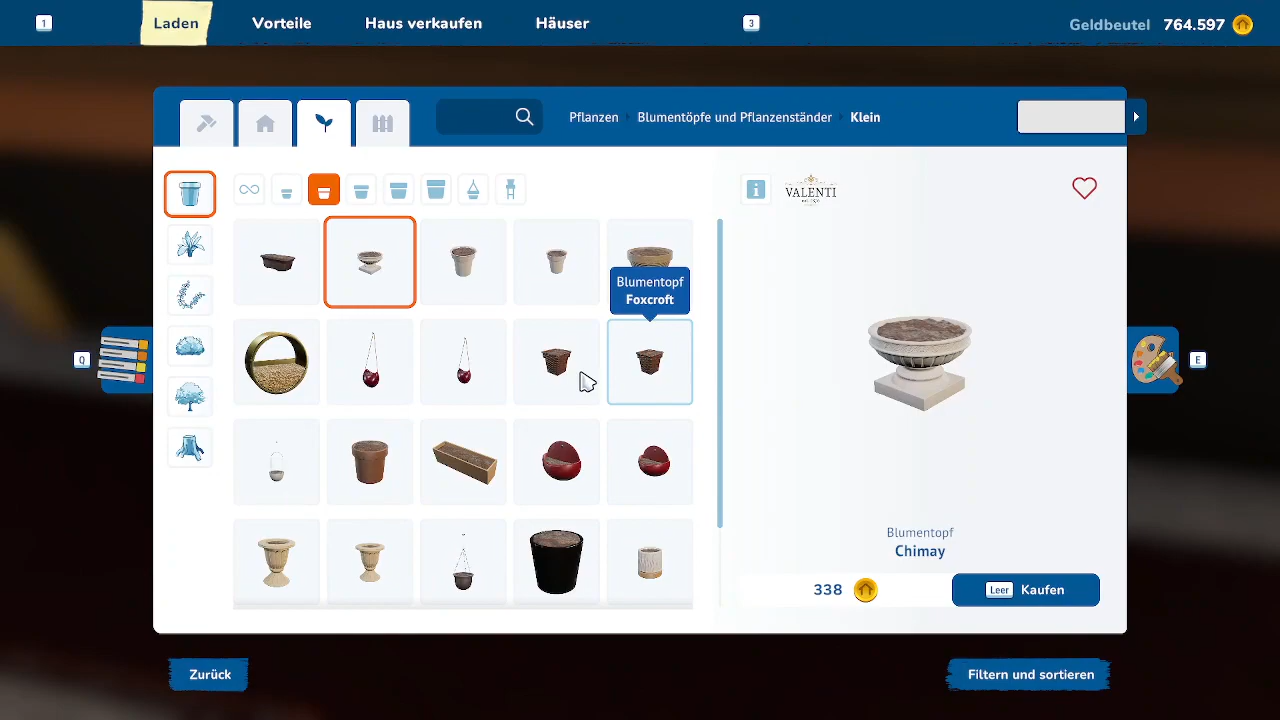 1
Laden
Vorteile
Haus verkaufen
Häuser
3
Geldbeutel 764.597
Pflanzen
Blumentöpfe und Pflanzenständer
Klein
VALENTI
Blumentopf
Foxcroft
Q
E
Blumentopf
Chimay
338
Leer Kaufen
Zurück
Filtern und sortieren